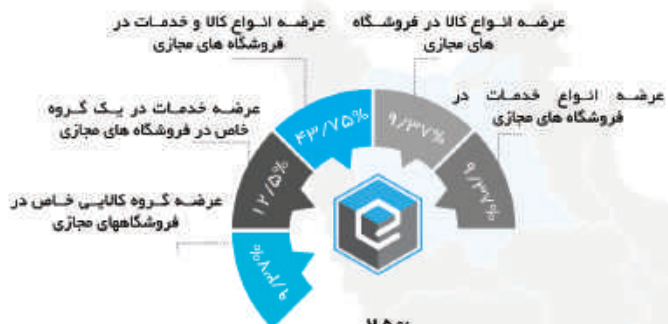 عرضه انواع کالا و خدمات در
فروشگاه های مجازی
عرضه انواع کالا در فروشگاه
های مجازی
عرضه انواع خدمات در
فروشگاه های مجازی
عرضه خدمات در یک گروه
خاص در فروشگاه های مجازی
عرضه گروه کالایی خاص در
فروشگاههای مجازی
۴۳/۷۵%
۹/۳۷%
۱۲/۵%
۹/۳۷%